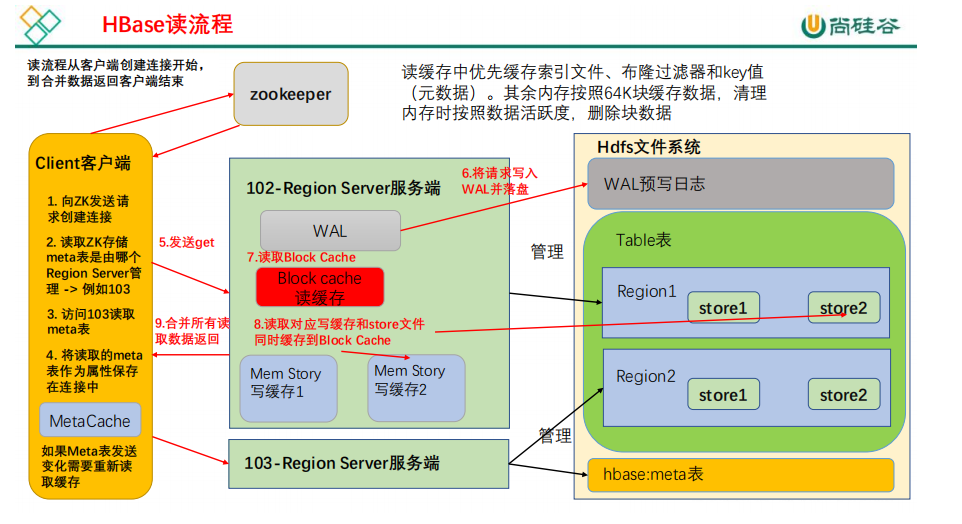 HBase读流程
尚硅谷
读流程从客户端创建连接开始，
到合并数据返回客户端结束
zookeeper
读缓存中优先缓存索引文件、布隆过滤器和key值
（元数据）。其余内存按照64K块缓存数据，清理
内存时按照数据活跃度，删除块数据
Client客户端
1. 向ZK发送请
求创建连接
2. 读取ZK存储
meta表是由哪个
Region Server管
理 -> 例如103
3. 访问103读取
meta表
4. 将读取的meta
表作为属性保存
在连接中
MetaCache
如果Meta表发送
变化需要重新读
取缓存
5.发送get
9.合并所有读
取数据返回
102-Region Server服务端
WAL
6.将请求写入
WAL并落盘
7.读取Block Cache
Block cache
读缓存
8.读取对应写缓存和store文件
同时缓存到Block Cache
Mem Story
写缓存1
Mem Story
写缓存2
103-Region Server服务端
管理
管理
Hdfs文件系统
WAL预写日志
Table表
Region1
store1
store2
Region2
store1
store2
hbase:meta表